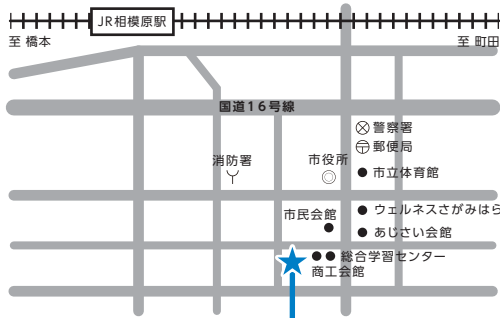 JR相模原駅
至 橋本
至 町田
国道16号線
警察署
郵便局
消防署
市役所
市立体育館
ウェルネスさがみはら
市民会館
あじさい会館
総合学習センター
商工会館